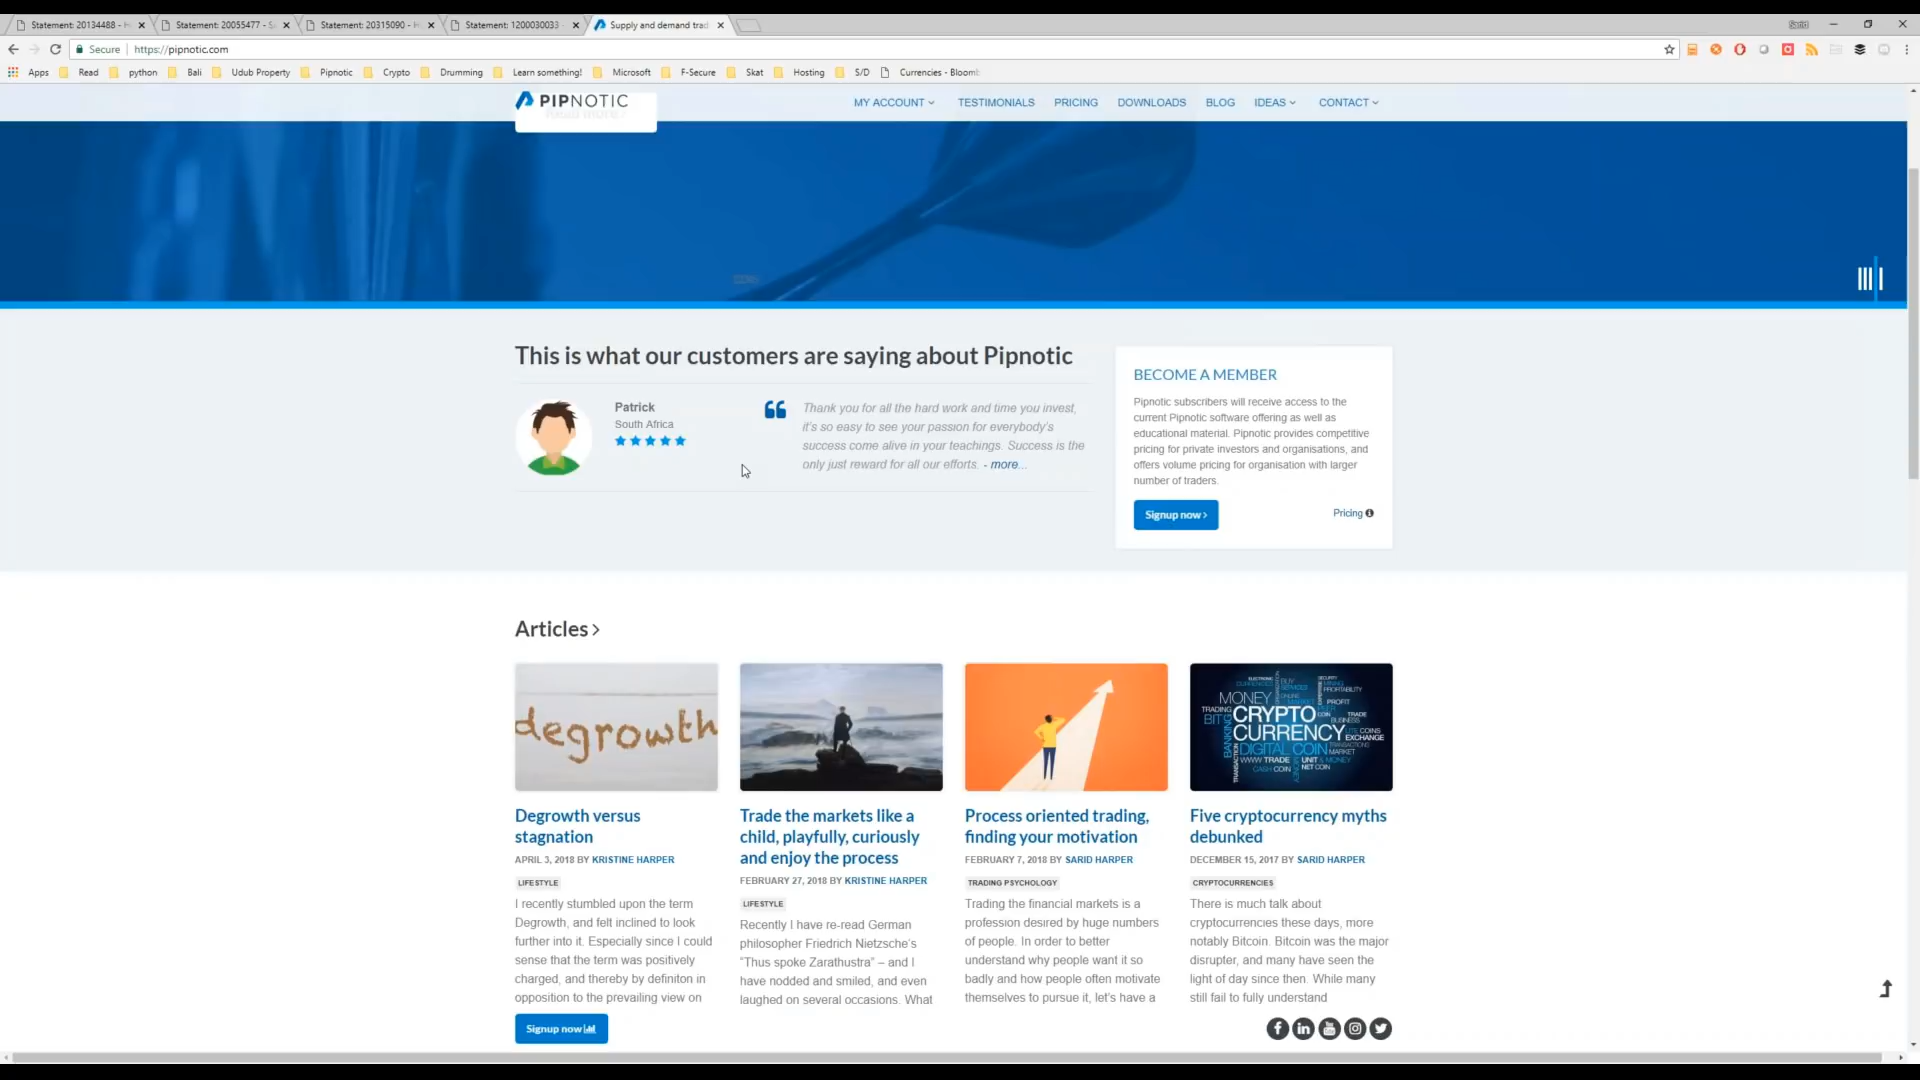 Statement: 20134488 - H
Statement: 20055477 - S
Statement: 20315090 - H
Statement: 1200030033
Supply and demand trad
Secure
https://pipnotic.com
Apps
Read
python
Bali
Udub Property
Pipnotic
Crypto
Drumming
Learn something!
Microsoft
F-Secure
Skat
Hosting
S/D
Currencies - Bloomb
PIPNOTIC
MY ACCOUNT
TESTIMONIALS
PRICING
DOWNLOADS
BLOG
IDEAS
CONTACT
This is what our customers are saying about Pipnotic
Patrick
South Africa
Thank you for all the hard work and time you invest,
it's so easy to see your passion for everybody's
success come alive in your teachings. Success is the
only just reward for all our efforts. - more...
BECOME A MEMBER
Pipnotic subscribers will receive access to the
current Pipnotic software offering as well as
educational material. Pipnotic provides competitive
pricing for private investors and organisations, and
offers volume pricing for organisation with larger
number of traders.
Signup now
Pricing
Articles
degrowth
Degrowth versus
stagnation
APRIL 3, 2018 BY KRISTINE HARPER
LIFESTYLE
I recently stumbled upon the term
Degrowth, and felt inclined to look
further into it. Especially since I could
sense that the term was positively
charged, and thereby by definiton in
opposition to the prevailing view on
Trade the markets like a
child, playfully, curiously
and enjoy the process
FEBRUARY 27, 2018 BY KRISTINE HARPER
LIFESTYLE
Recently I have re-read German
philosopher Friedrich Nietzsche's
"Thus spoke Zarathustra" – and I
have nodded and smiled, and even
laughed on several occasions. What
Process oriented trading,
finding your motivation
FEBRUARY 7, 2018 BY SARID HARPER
TRADING PSYCHOLOGY
Trading the financial markets is a
profession desired by huge numbers
of people. In order to better
understand why people want it so
badly and how people often motivate
themselves to pursue it, let's have a
MONEY
CRYPTO
CURRENCY
DIGITAL COIN
BANKING
TRADING
PROFITABILITY
PROFIT
EXCHANGE
MARKET
WWW TRADE
CASH COIN
NET COIN
Five cryptocurrency myths
debunked
DECEMBER 15, 2017 BY SARID HARPER
CRYPTOCURRENCIES
There is much talk about
cryptocurrencies these days, more
notably Bitcoin. Bitcoin was the major
disrupter, and many have seen the
light of day since then. While many
still fail to fully understand
Signup now